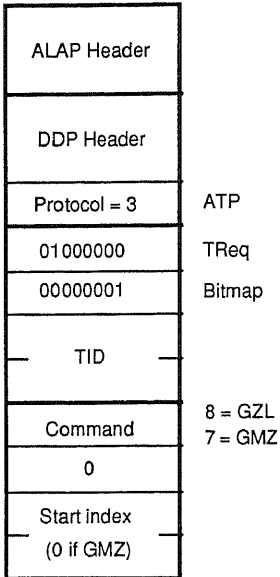 ALAP Header
DDP Header
Protocol = 3 ATP
01000000 TReq
00000001 Bitmap
TID
Command
8 = GZL
7 = GMZ
0
Start index
(0 if GMZ)